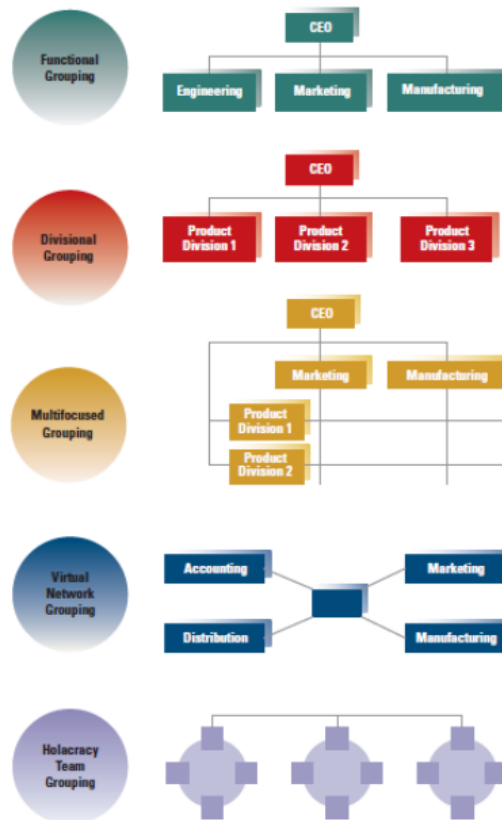 Functional
Grouping
CEO
Engineering
Marketing
Manufacturing
Divisional
Grouping
CEO
Product
Division 1
Product
Division 2
Product
Division 3
Multifocused
Grouping
CEO
Marketing
Manufacturing
Product
Division 1
Product
Division 2
Virtual
Network
Grouping
Accounting
Marketing
Distribution
Manufacturing
Holacracy
Team
Grouping